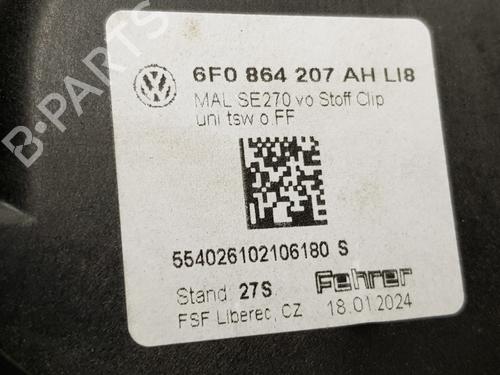 6F0 864 207 AH LI8
MAL SE270 vo Stoff Clip
uni tsw o.FF
554026102106180 S
Stand: 27S
Fehrer
FSF Liberec, CZ
18.01.2024
B-PARTS